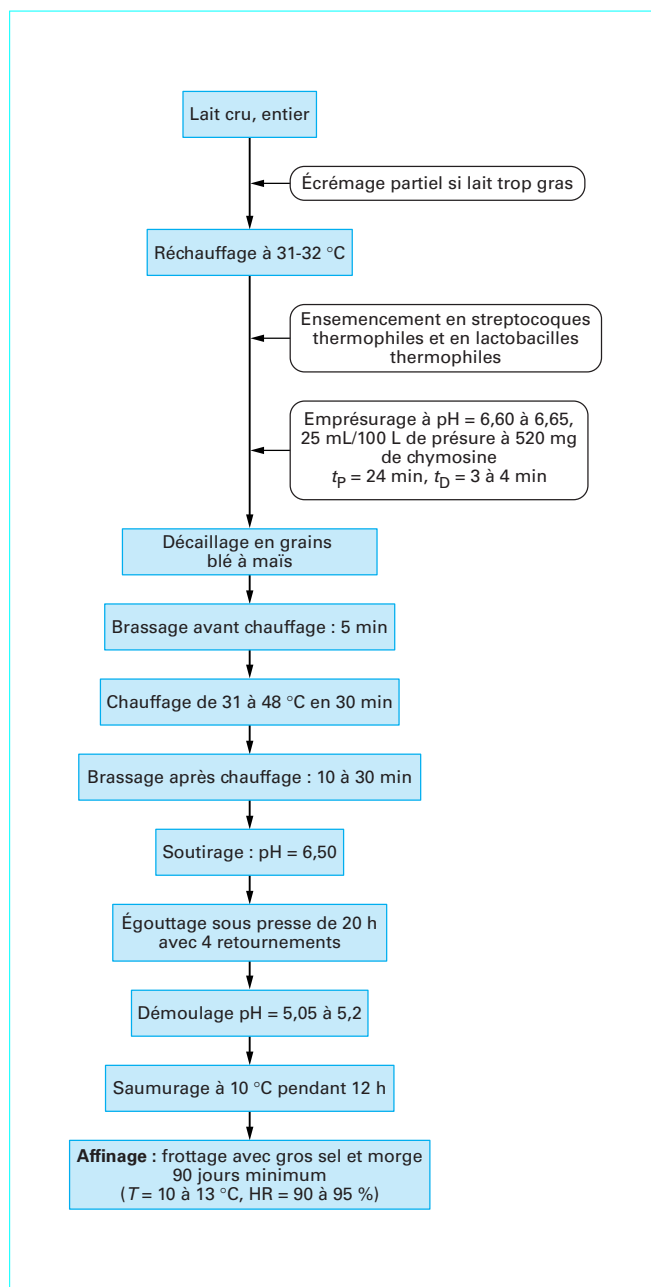 Lait cru, entier
Écrémage partiel si lait trop gras
Réchauffage à 31-32 °C
Ensemencement en streptocoques
thermophiles et en lactobacilles
thermophiles
Emprésurage à pH = 6,60 à 6,65,
25 mL/100 L de présure à 520 mg
de chymosine
tP = 24 min, tD = 3 à 4 min
Décaillage en grains
blé à maïs
Brassage avant chauffage : 5 min
Chauffage de 31 à 48 °C en 30 min
Brassage après chauffage : 10 à 30 min
Soutirage : pH = 6,50
Égouttage sous presse de 20 h
avec 4 retournements
Démoulage pH = 5,05 à 5,2
Saumurage à 10 °C pendant 12 h
Affinage : frottage avec gros sel et morge
90 jours minimum
(T = 10 à 13 °C, HR = 90 à 95 %)